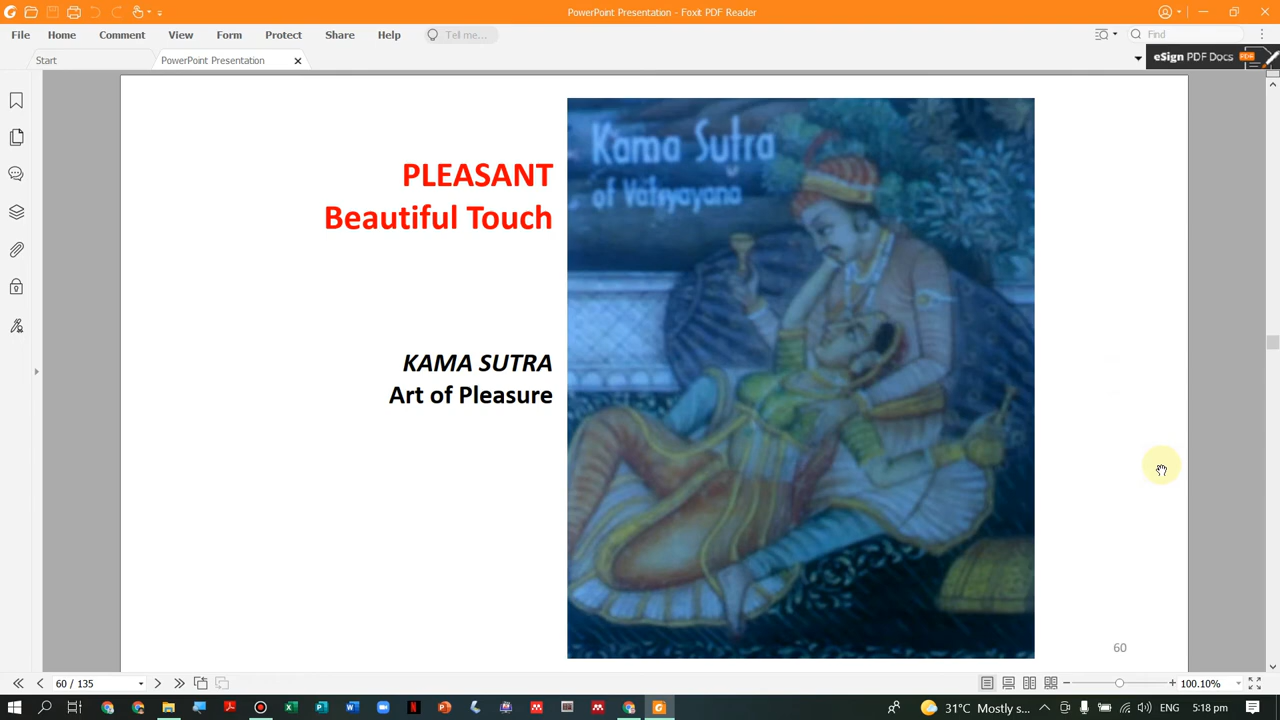 PowerPoint Presentation - Foxit PDF Reader
File Home Comment View Form Protect Share Help Tell me... Find
Start PowerPoint Presentation eSign PDF Docs
PDF
Kama Sutra
of Vatsyayana
PLEASANT
Beautiful Touch
KAMA SUTRA
Art of Pleasure
60
60 / 135 100.10%
31°C Mostly s... ENG 5:18 pm